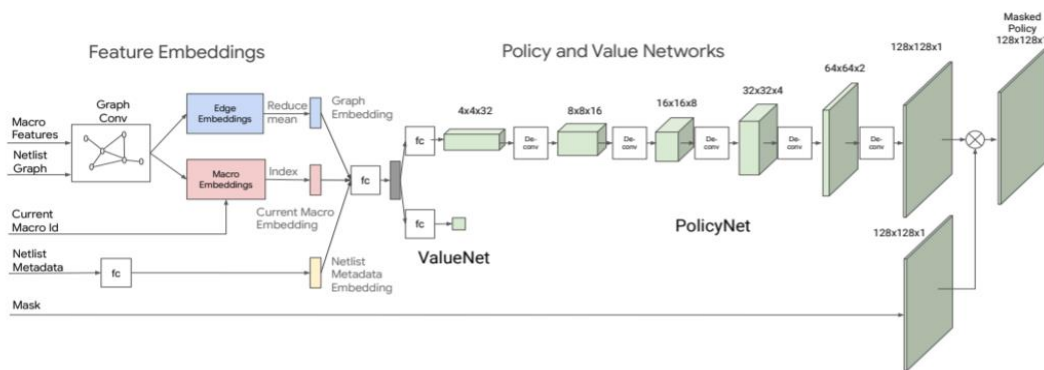 Feature Embeddings
Policy and Value Networks
Macro
Features
Netlist
Graph
Current
Macro Id
Netlist
Metadata
Mask
Graph
Conv
Edge
Embeddings
Macro
Embeddings
fc
Reduce
mean
Index
Graph
Embedding
Current Macro
Embedding
Netlist
Metadata
Embedding
fc
fc
fc
ValueNet
4x4x32
De-
conv
8x8x16
De-
conv
16x16x8
De-
conv
32x32x4
De-
conv
64x64x2
De-
conv
128x128x1
PolicyNet
128x128x1
Masked
Policy